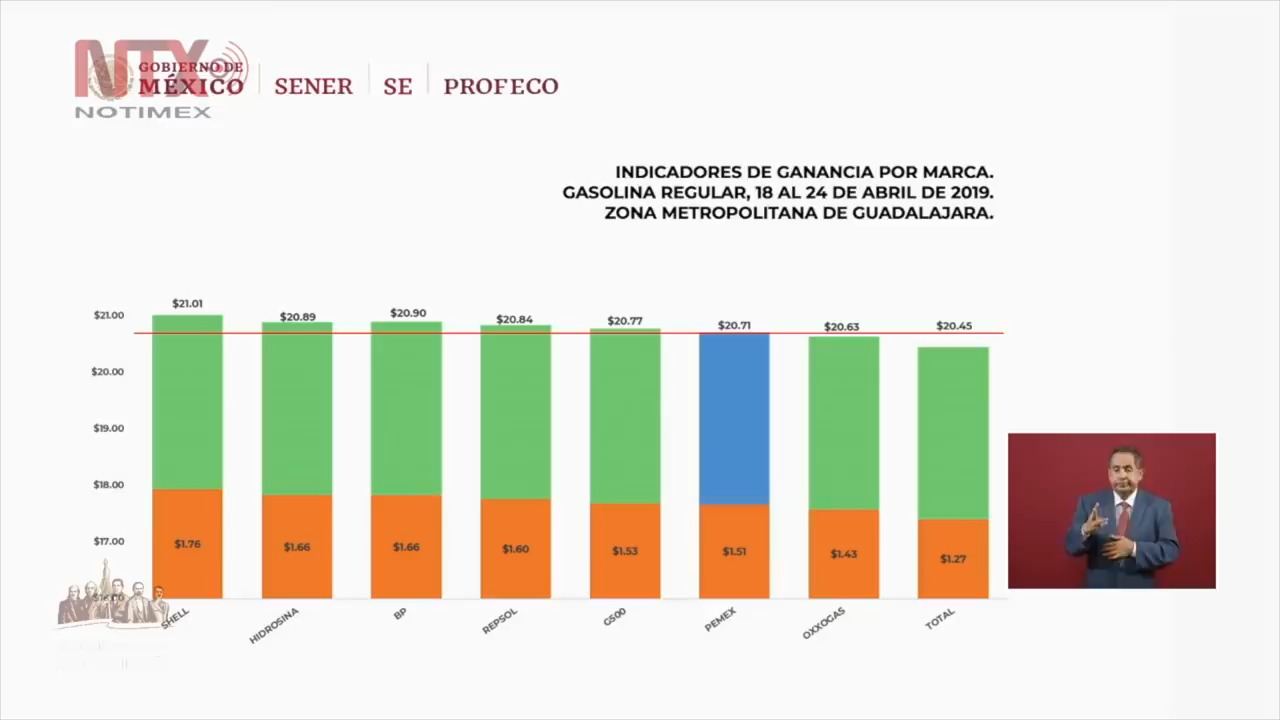 NTX
GOBIERNO DE
MÉXICO
NOTIMEX
SENER
SE
PROFECO
INDICADORES DE GANANCIA POR MARCA.
GASOLINA REGULAR, 18 AL 24 DE ABRIL DE 2019.
ZONA METROPOLITANA DE GUADALAJARA.
$21.01
$20.89
$20.90
$20.84
$20.77
$20.71
$20.63
$20.45
$21.00
$20.00
$19.00
$18.00
$17.00
$16.00
$1.76
$1.66
$1.66
$1.60
$1.53
$1.51
$1.43
$1.27
SHELL
HIDROSINA
BP
REPSOL
G500
PEMEX
OXXOGAS
TOTAL